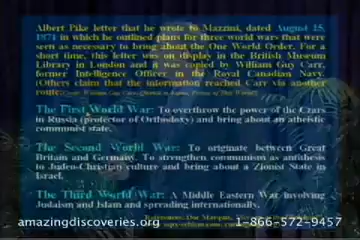 Albert Pike letter that he wrote to Mazzini, dated August 15,
1871 in which he outlined plans for three world wars that were
seen as necessary to bring about the One World Order. For a
short time, this letter was on display in the British Museum
Library in London and it was copied by William Guy Carr,
former Intelligence Officer in the Royal Canadian Navy.
(Others claim that the information reached Carr via another
route.
The First World War: To overthrow the power of the Czars
in Russia (protector of Orthodoxy) and bring about an atheistic
communist state.
The Second World War: To originate between Great
Britain and Germany. To strengthen communism as antithesis
to Judeo-Christian culture and bring about a Zionist State in
Israel.
The Third World War: A Middle Eastern War involving
Judaism and Islam and spreading internationally.
amazingdiscoveries.org 1-866-572-9457